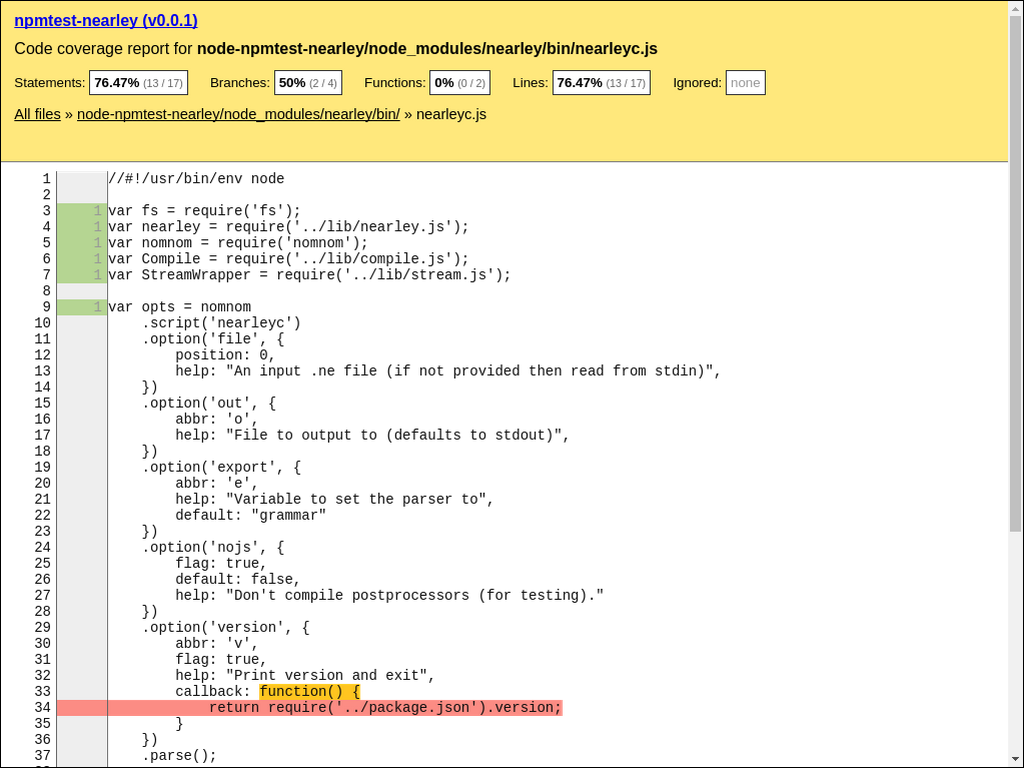 npmtest-nearley (v0.0.1)
Code coverage report for node-npmtest-nearley/node_modules/nearley/bin/nearleyc.js
Statements: 76.47% (13 / 17) Branches: 50% (2 / 4) Functions: 0% (0 / 2) Lines: 76.47% (13 / 17) Ignored: none
All files » node-npmtest-nearley/node_modules/nearley/bin/ » nearleyc.js
1 //#!/usr/bin/env node
2
3 1 var fs = require('fs');
4 1 var nearley = require('../lib/nearley.js');
5 1 var nomnom = require('nomnom');
6 1 var Compile = require('../lib/compile.js');
7 1 var StreamWrapper = require('../lib/stream.js');
8
9 1 var opts = nomnom
10     .script('nearleyc')
11     .option('file', {
12         position: 0,
13         help: "An input .ne file (if not provided then read from stdin)",
14     })
15     .option('out', {
16         abbr: 'o',
17         help: "File to output to (defaults to stdout)",
18     })
19     .option('export', {
20         abbr: 'e',
21         help: "Variable to set the parser to",
22         default: "grammar"
23     })
24     .option('nojs', {
25         flag: true,
26         default: false,
27         help: "Don't compile postprocessors (for testing)."
28     })
29     .option('version', {
30         abbr: 'v',
31         flag: true,
32         help: "Print version and exit",
33         callback: function() {
34             return require('../package.json').version;
35         }
36     })
37     .parse();